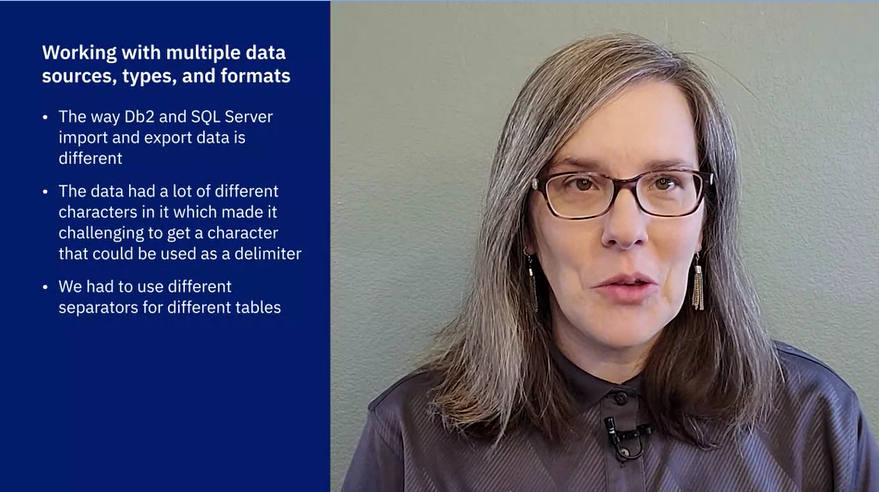 Working with multiple data
sources, types, and formats
• The way Db2 and SQL Server
import and export data is
different
• The data had a lot of different
characters in it which made it
challenging to get a character
that could be used as a delimiter
• We had to use different
separators for different tables